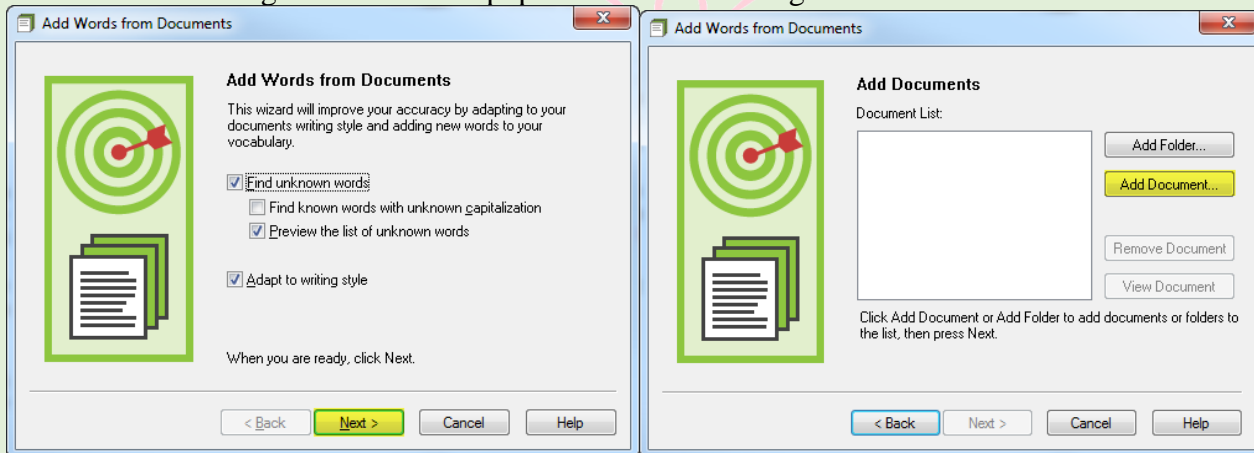 Add Words from Documents
Add Words from Documents
This wizard will improve your accuracy by adapting to your
documents writing style and adding new words to your
vocabulary.
Find unknown words
Find known words with unknown capitalization
Preview the list of unknown words
Adapt to writing style
When you are ready, click Next.
< Back Next > Cancel Help
Add Words from Documents
Add Documents
Document List:
Add Folder...
Add Document...
Remove Document
View Document
Click Add Document or Add Folder to add documents or folders to
the list, then press Next.
< Back Next > Cancel Help